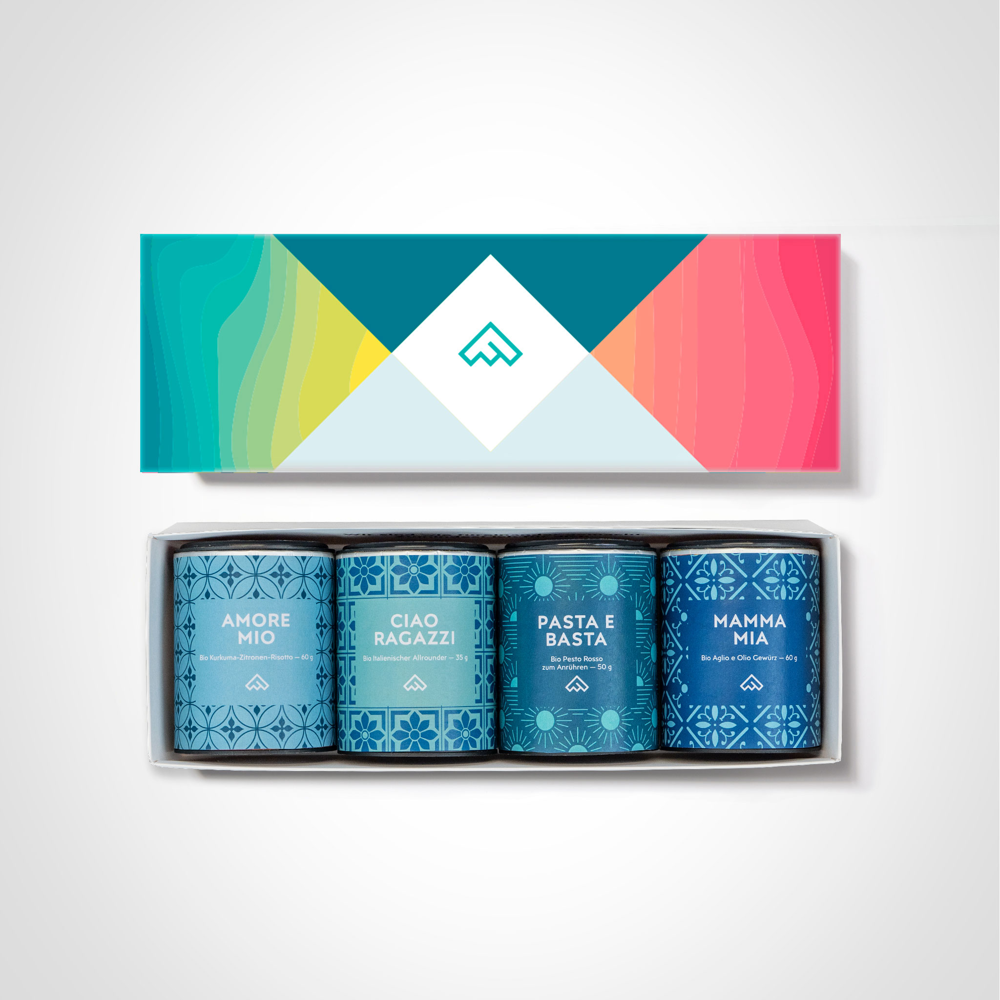 AMORE
MIO
Bio Kurkuma-Zitronen-Risotto – 60 g
CIAO
RAGAZZI
Bio Italienischer Allrounder – 35 g
PASTA E
BASTA
Bio Pesto Rosso
zum Anrühren – 50 g
MAMMA
MIA
Bio Aglio e Olio Gewürz – 60 g